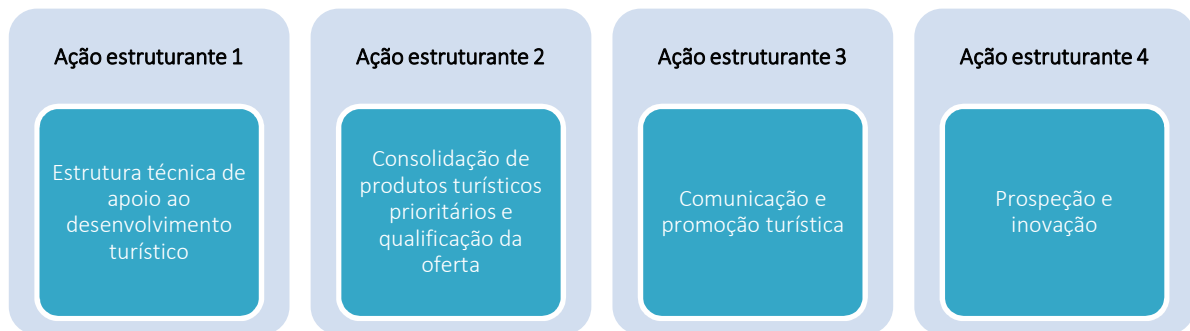 Ação estruturante 1
Estrutura técnica de
apoio ao
desenvolvimento
turístico
Ação estruturante 2
Consolidação de
produtos turísticos
prioritários e
qualificação da
oferta
Ação estruturante 3
Comunicação e
promoção turística
Ação estruturante 4
Prospeção e
inovação